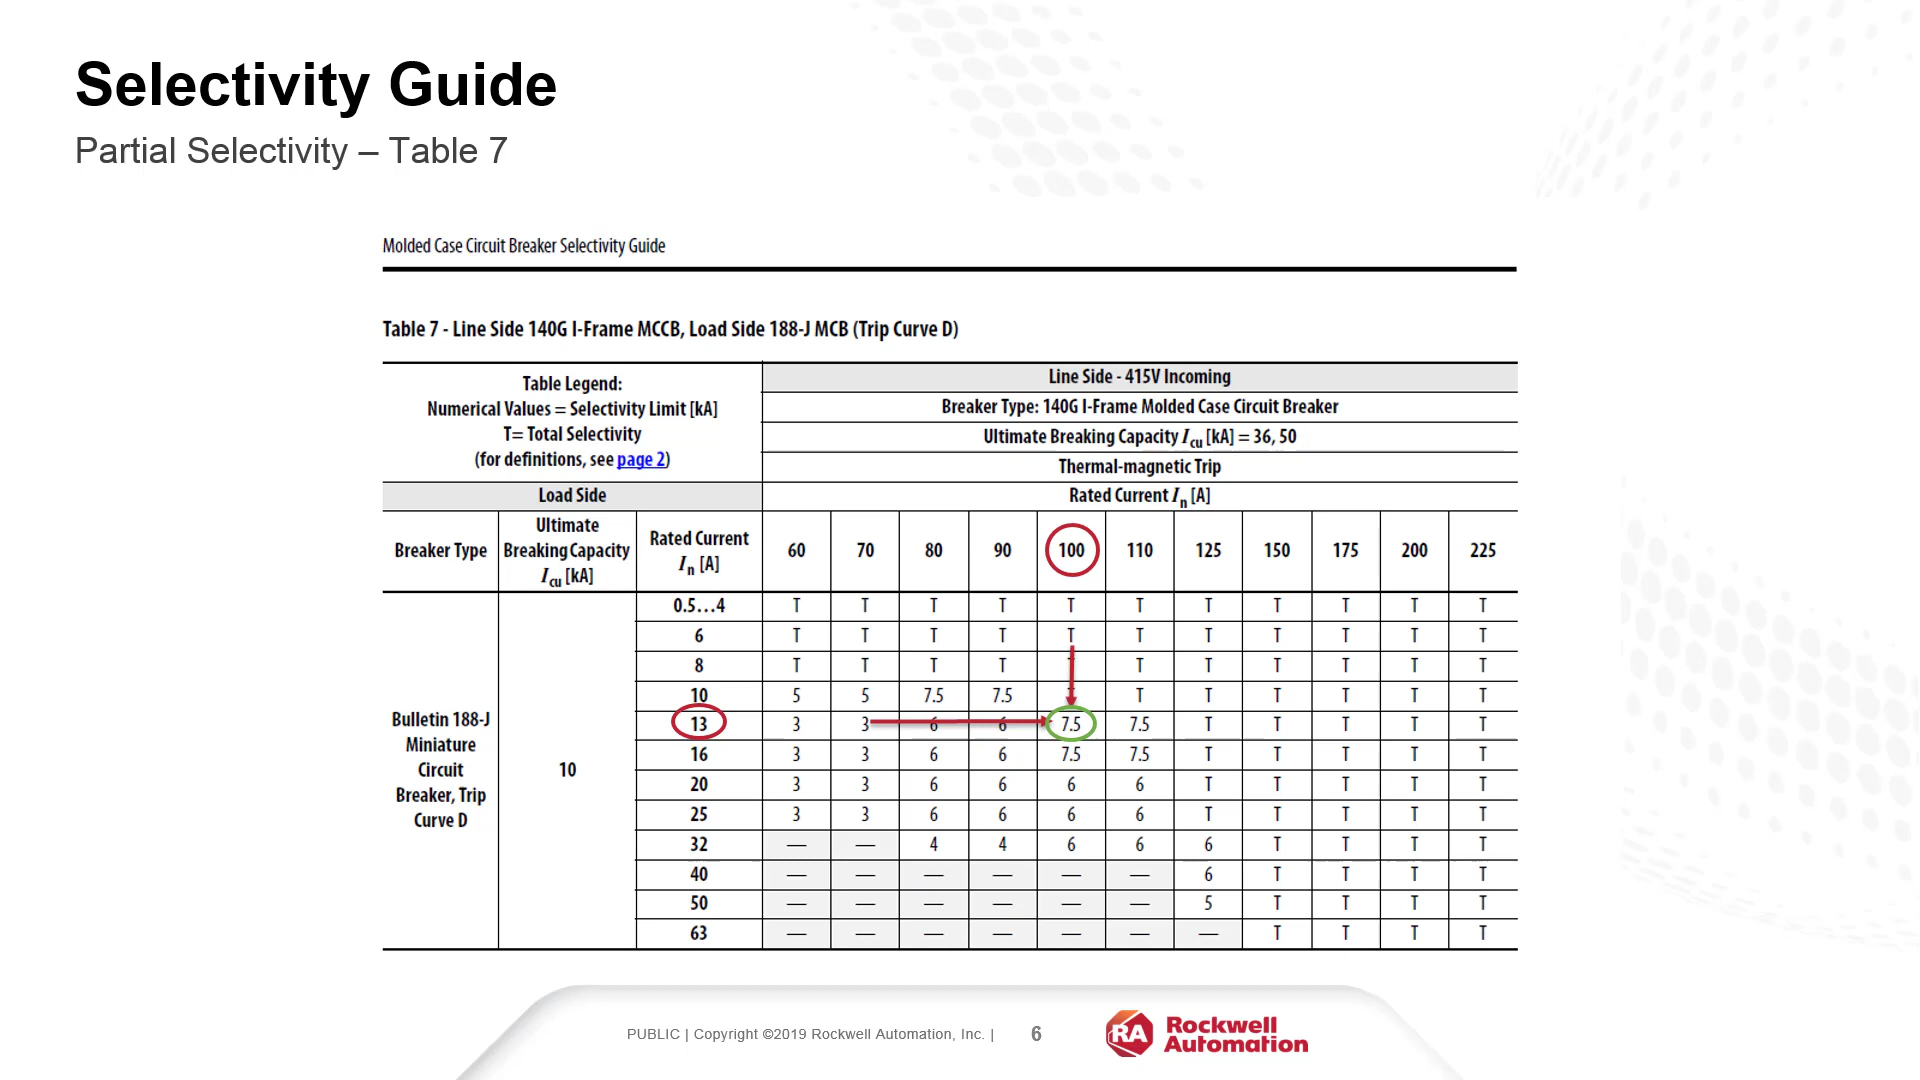 Selectivity Guide
Partial Selectivity – Table 7
Molded Case Circuit Breaker Selectivity Guide
Table 7 - Line Side 140G I-Frame MCCB, Load Side 188-J MCB (Trip Curve D)
Table Legend:
Numerical Values = Selectivity Limit [kA]
T= Total Selectivity
(for definitions, see page 2)
Line Side - 415V Incoming
Breaker Type: 140G I-Frame Molded Case Circuit Breaker
Ultimate Breaking Capacity Icu [kA] = 36, 50
Thermal-magnetic Trip
Load Side
Rated Current In [A]
Breaker Type
Ultimate
Breaking Capacity
Icu [kA]
Rated Current
In [A]
60 70 80 90 100 110 125 150 175 200 225
Bulletin 188-J
Miniature
Circuit
Breaker, Trip
Curve D
10
0.5…4 T T T T T T T T T T T
6 T T T T T T T T T T T
8 T T T T T T T T T T T
10 5 5 7.5 7.5 T T T T T T T
13 3 3 6 6 7.5 7.5 T T T T T
16 3 3 6 6 7.5 7.5 T T T T T
20 3 3 6 6 6 6 T T T T T
25 3 3 6 6 6 6 T T T T T
32 — — 4 4 6 6 6 T T T T
40 — — — — — — 6 T T T T
50 — — — — — — 5 T T T T
63 — — — — — — — T T T T
PUBLIC | Copyright ©2019 Rockwell Automation, Inc. | 6
RA
Rockwell
Automation